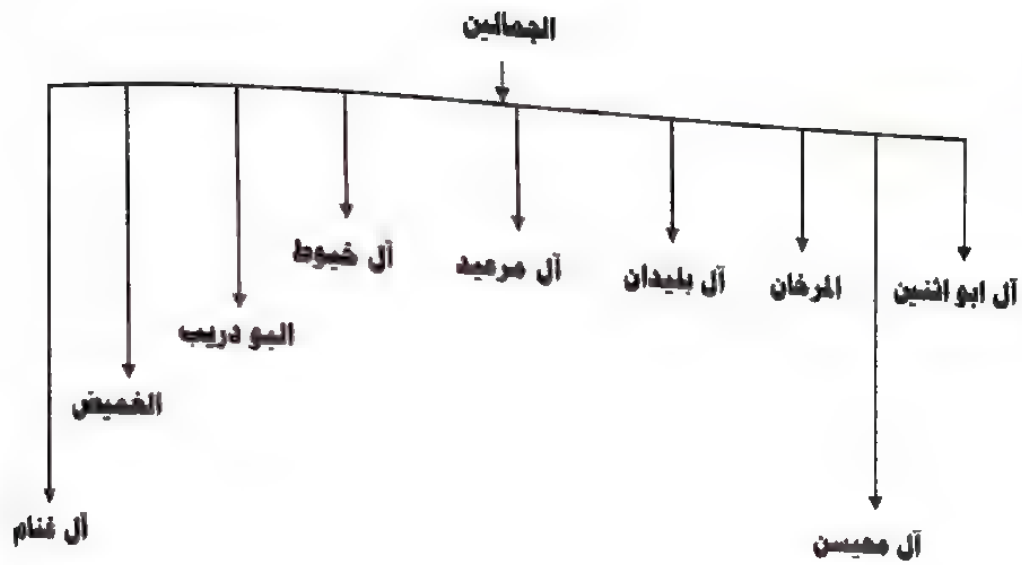 الجمالين
آل ابو اثنين
آل محيسن
المرخان
آل بليدان
آل مرعيد
آل خيوط
البو دريب
الغميض
آل غنام